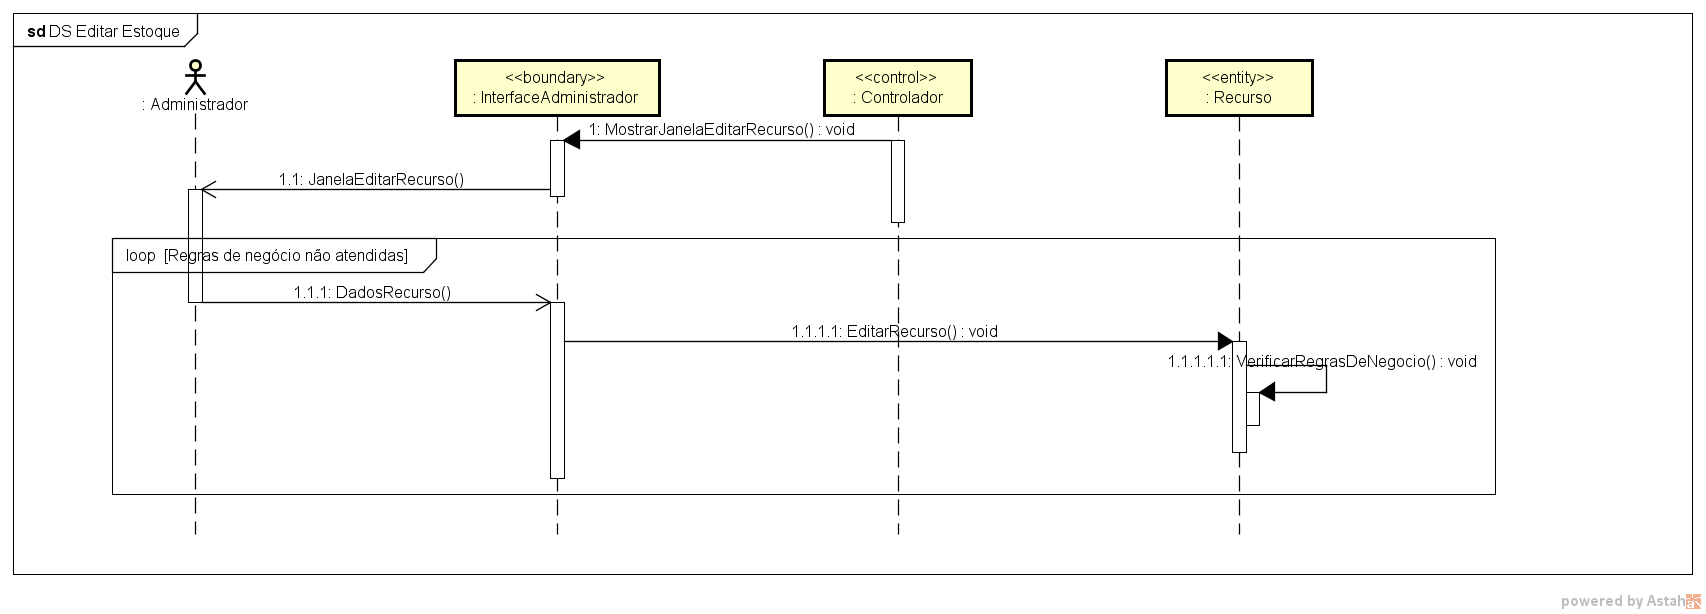 sd DS Editar Estoque
: Administrador
<<boundary>>
: InterfaceAdministrador
<<control>>
: Controlador
<<entity>>
: Recurso
1: MostrarJanelaEditarRecurso() : void
1.1: JanelaEditarRecurso()
loop [Regras de negócio não atendidas]
1.1.1: DadosRecurso()
1.1.1.1: EditarRecurso() : void
1.1.1.1.1: VerificarRegrasDeNegocio() : void
powered by Astah